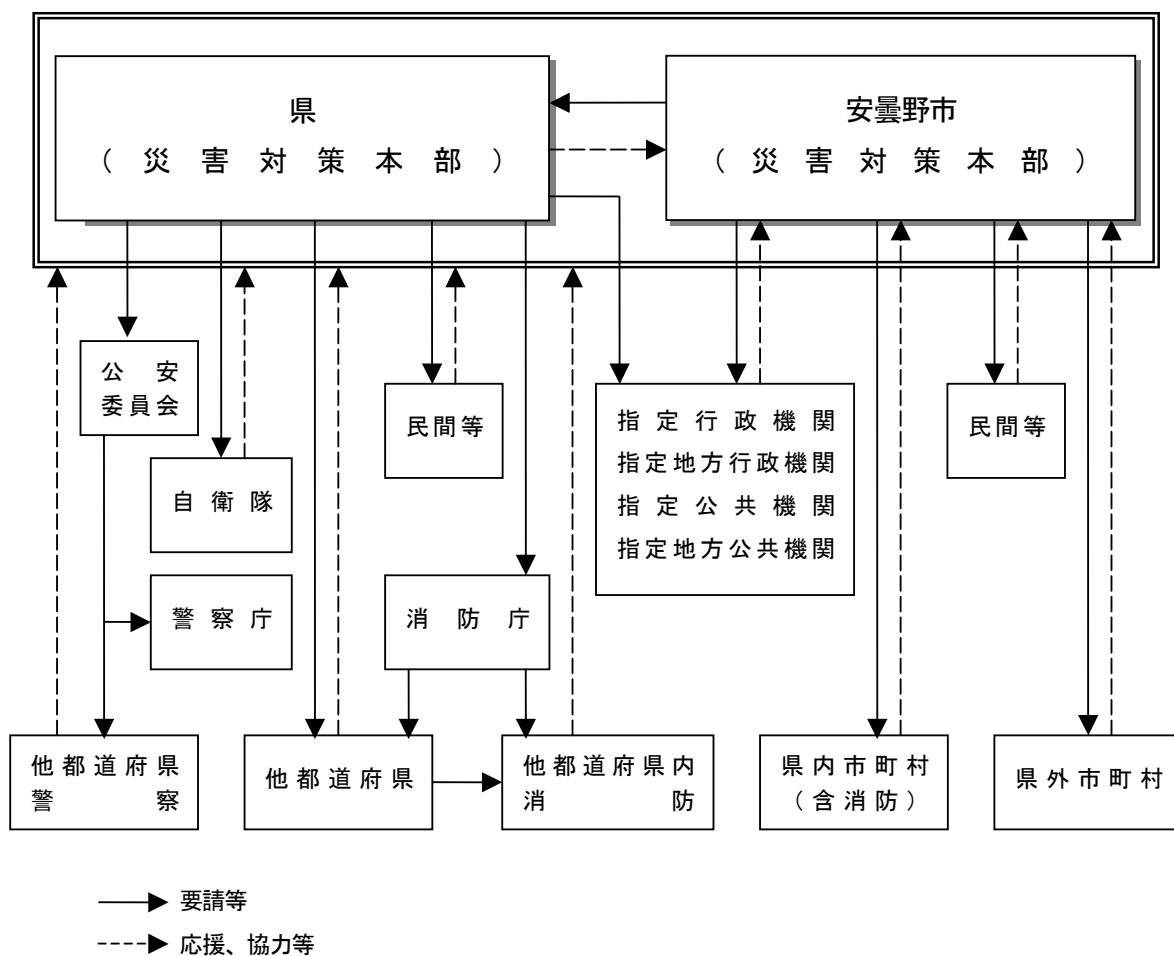 県
（災害対策本部）
安曇野市
（災害対策本部）
公安
委員会
民間等
指定行政機関
指定地方行政機関
指定公共機関
指定地方公共機関
民間等
自衛隊
警察庁
消防庁
他都道府県
警察
他都道府県
他都道府県内
消防
県内市町村
（含消防）
県外市町村
要請等
応援、協力等